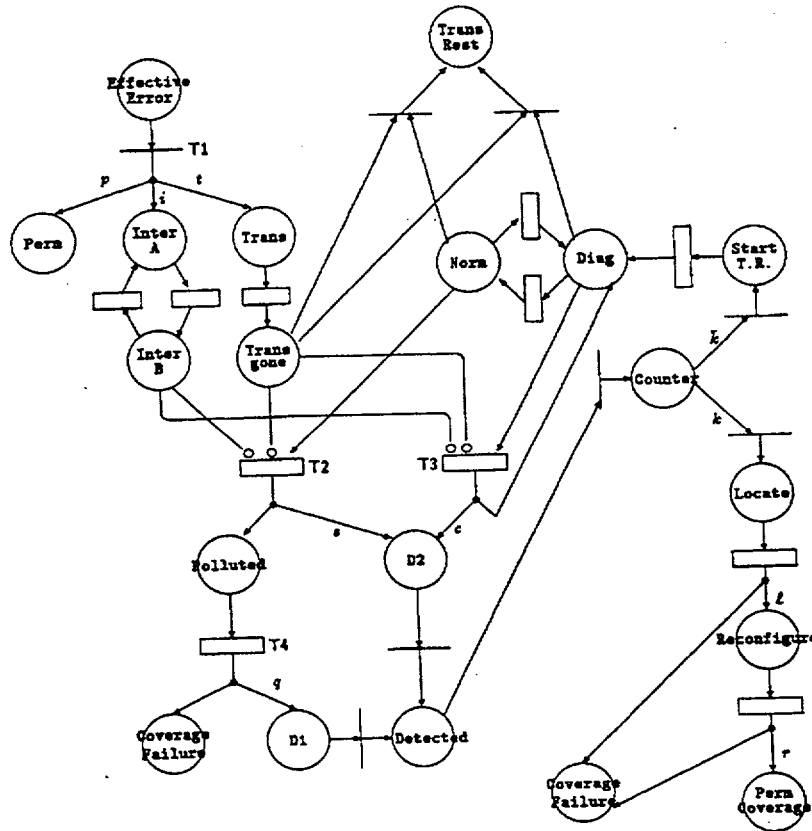 Trans
Rest
Effective
Error
T1
p
i
t
Perm
Inter
A
Trans
Norm
Diag
Start
T.R.
Inter
B
Trans
gone
Counter
k̄
k
T2
T3
Locate
s
c
Polluted
D2
ℓ
Reconfigure
T4
q
Coverage
Failure
D1
Detected
r
Coverage
Failure
Perm
Coverage